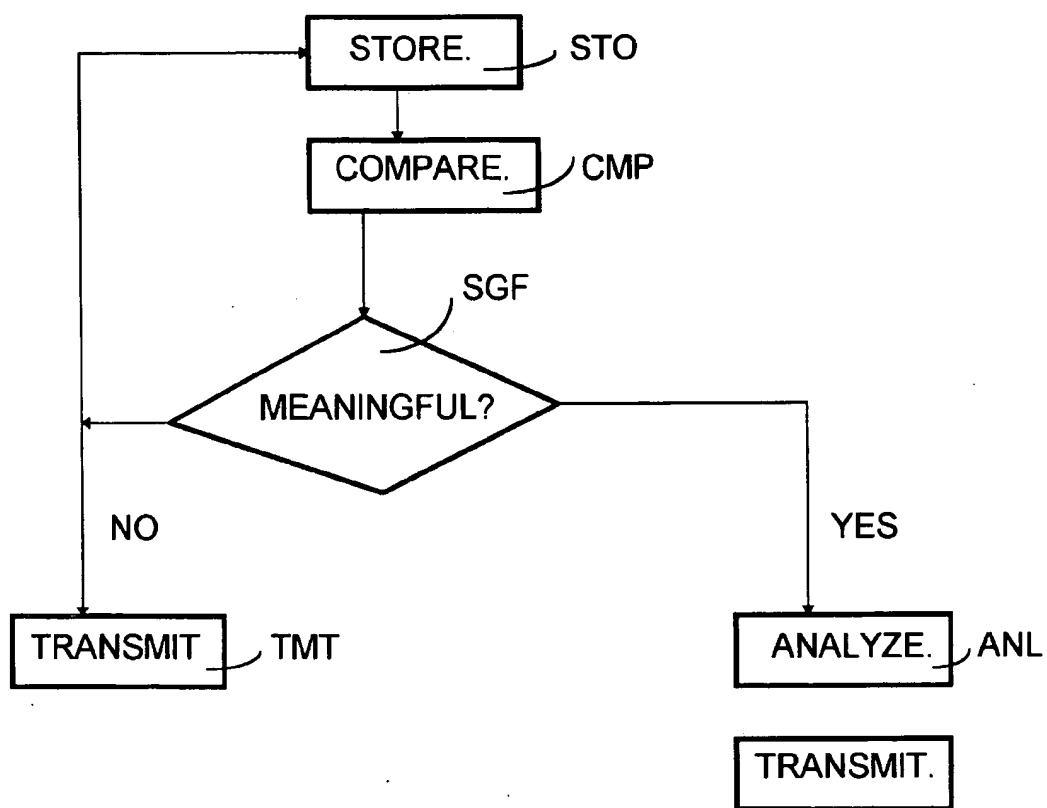 STORE. STO
COMPARE. CMP
SGF
MEANINGFUL?
NO YES
TRANSMIT TMT ANALYZE. ANL
TRANSMIT.